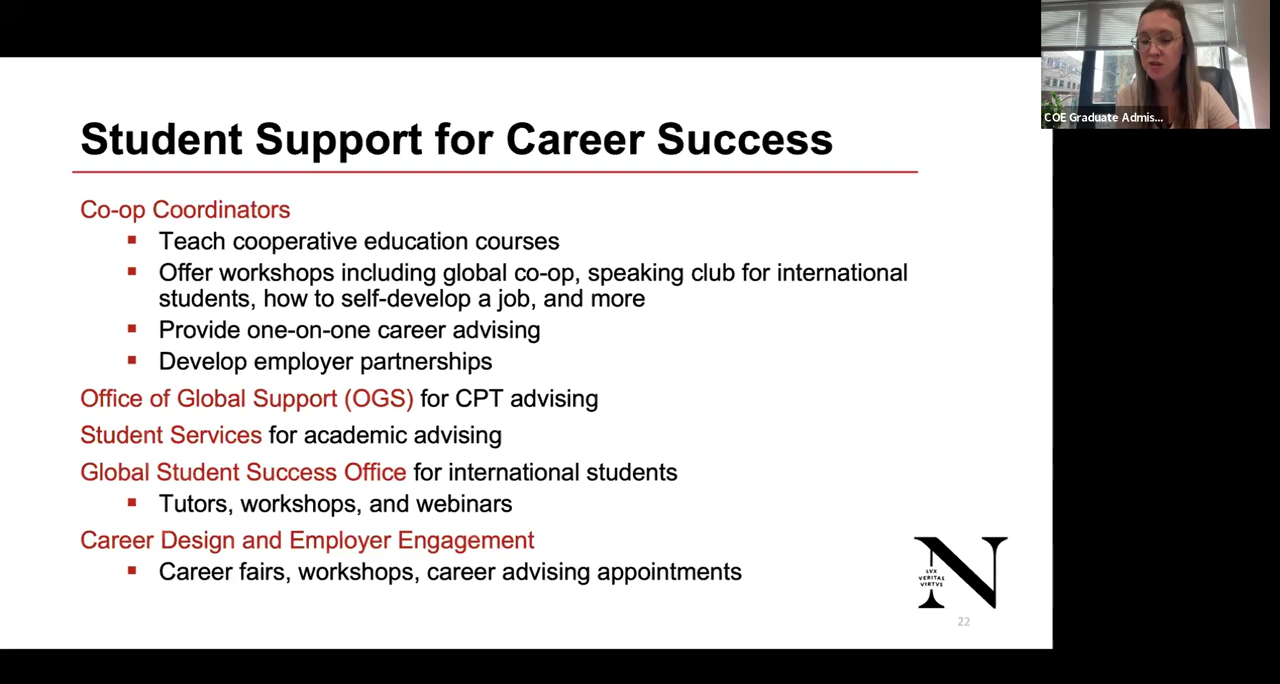 COE Graduate Admis...
Student Support for Career Success
Co-op Coordinators
Teach cooperative education courses
Offer workshops including global co-op, speaking club for international
students, how to self-develop a job, and more
Provide one-on-one career advising
Develop employer partnerships
Office of Global Support (OGS) for CPT advising
Student Services for academic advising
Global Student Success Office for international students
Tutors, workshops, and webinars
Career Design and Employer Engagement
Career fairs, workshops, career advising appointments
N
LVX
VERITAS
VIRTVS
22